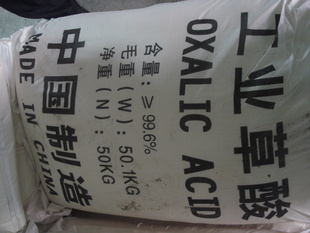 工业草酸
OXALIC ACID
含量:≥99.6%
毛重(W):50.1KG
净重(N):50KG
中国制造
MADE IN CHINA